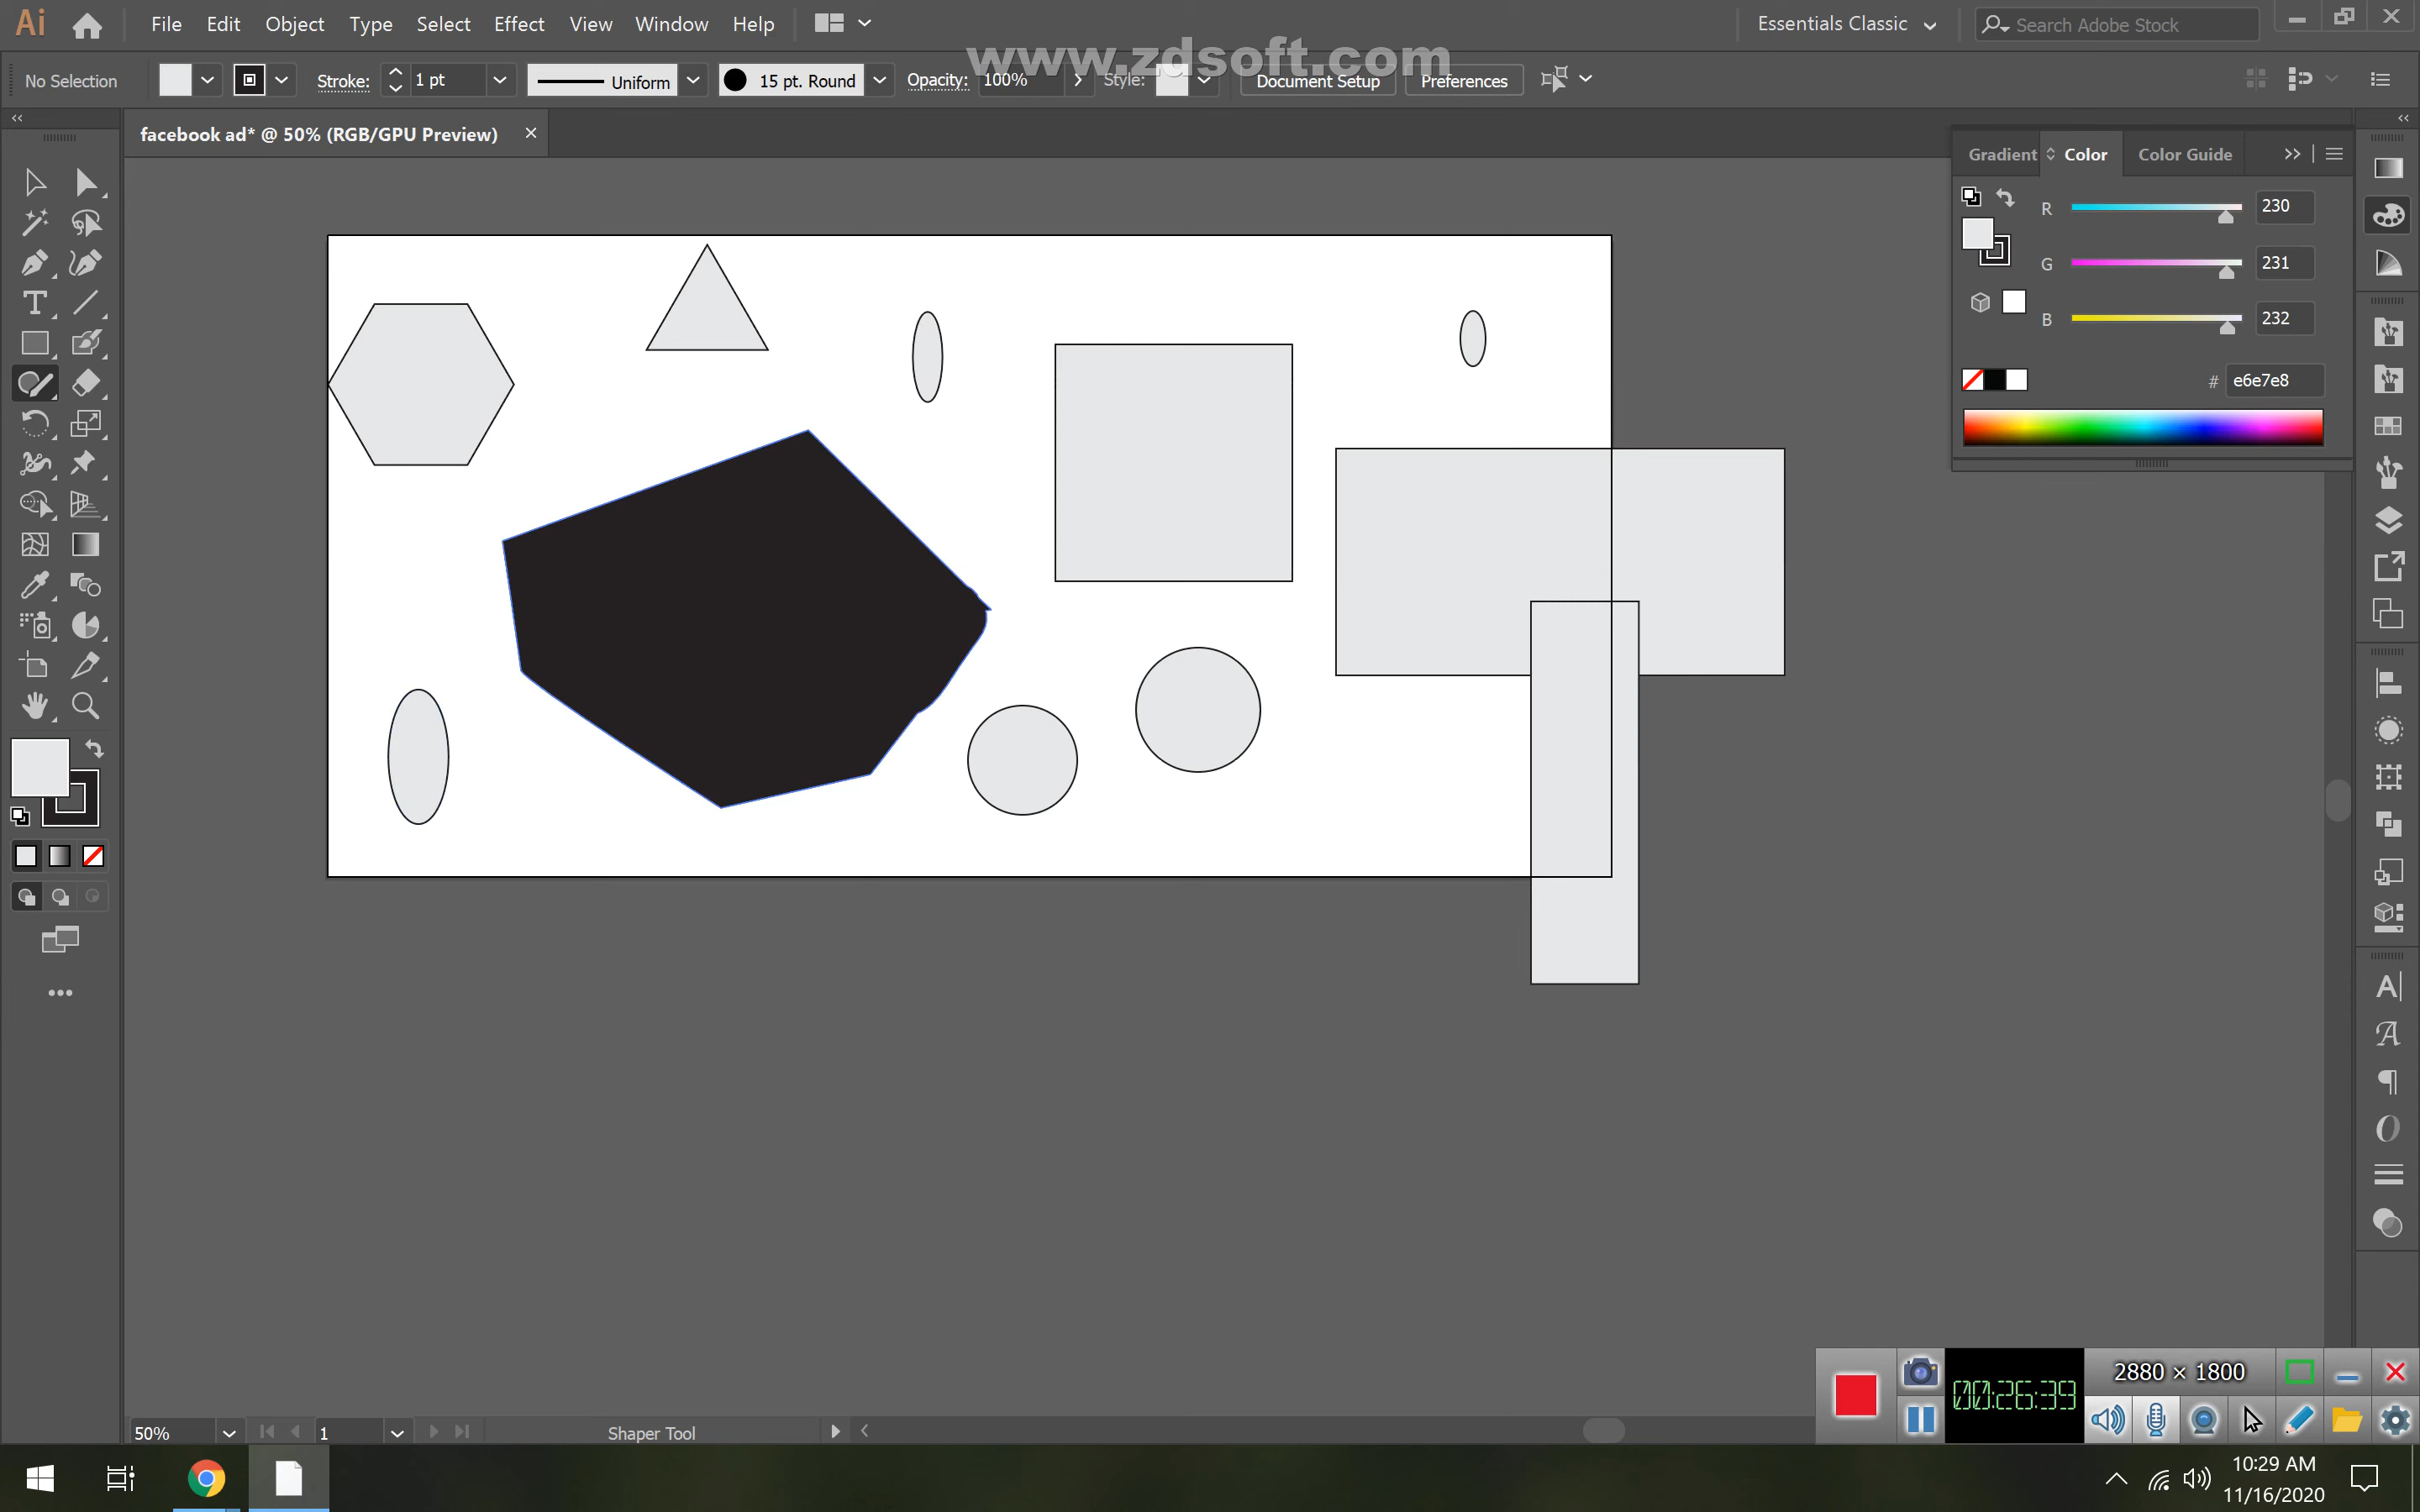 Ai File Edit Object Type Select Effect View Window Help Essentials Classic Search Adobe Stock
www.zdsoft.com
No Selection Stroke: 1 pt Uniform 15 pt. Round Opacity: 100% Style: Document Setup Preferences
facebook ad* @ 50% (RGB/GPU Preview)
Gradient Color Color Guide
R 230
G 231
B 232
# e6e7e8
2880 × 1800
00:26:39
50% 1 Shaper Tool
10:29 AM
11/16/2020